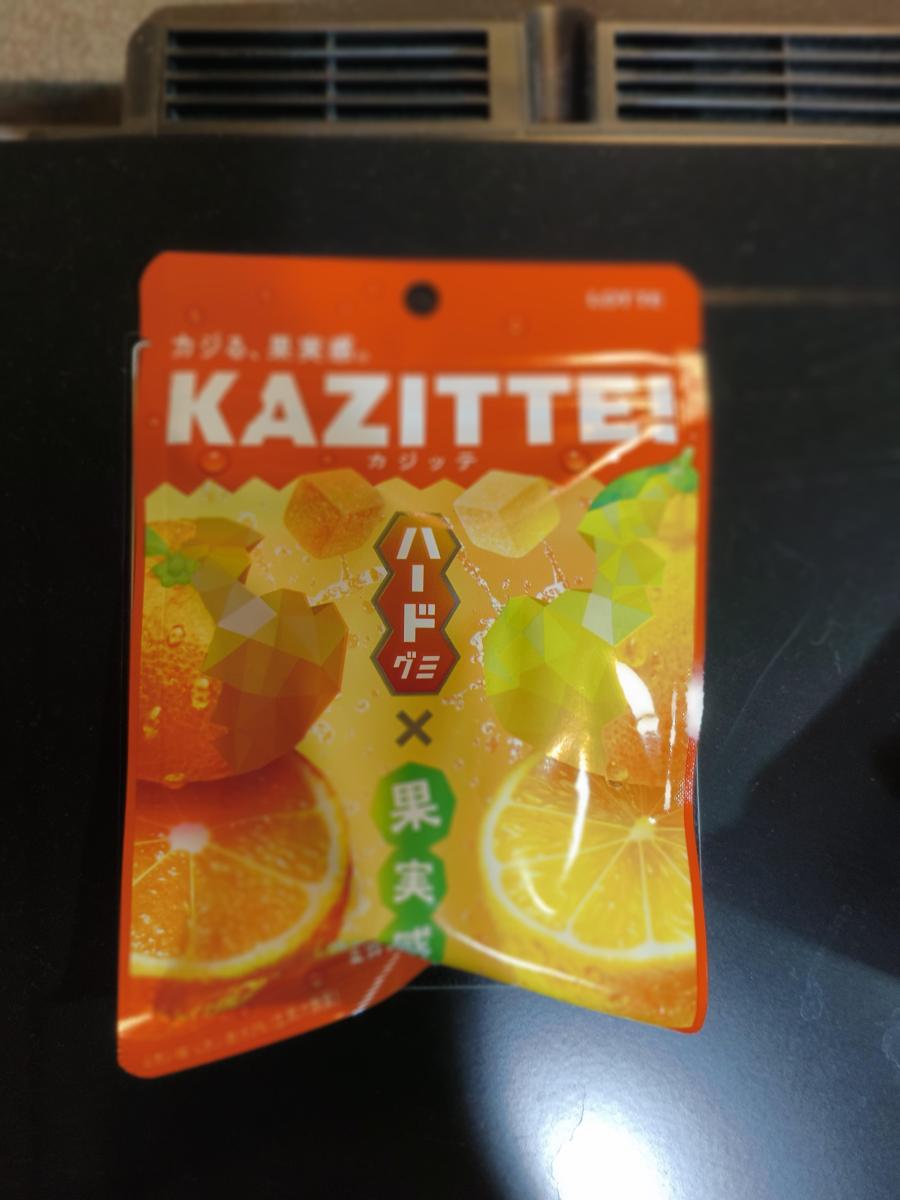 LOTTE
カジる、果実感。
KAZITTE!
カジッテ
ハード
グミ
×
果実感